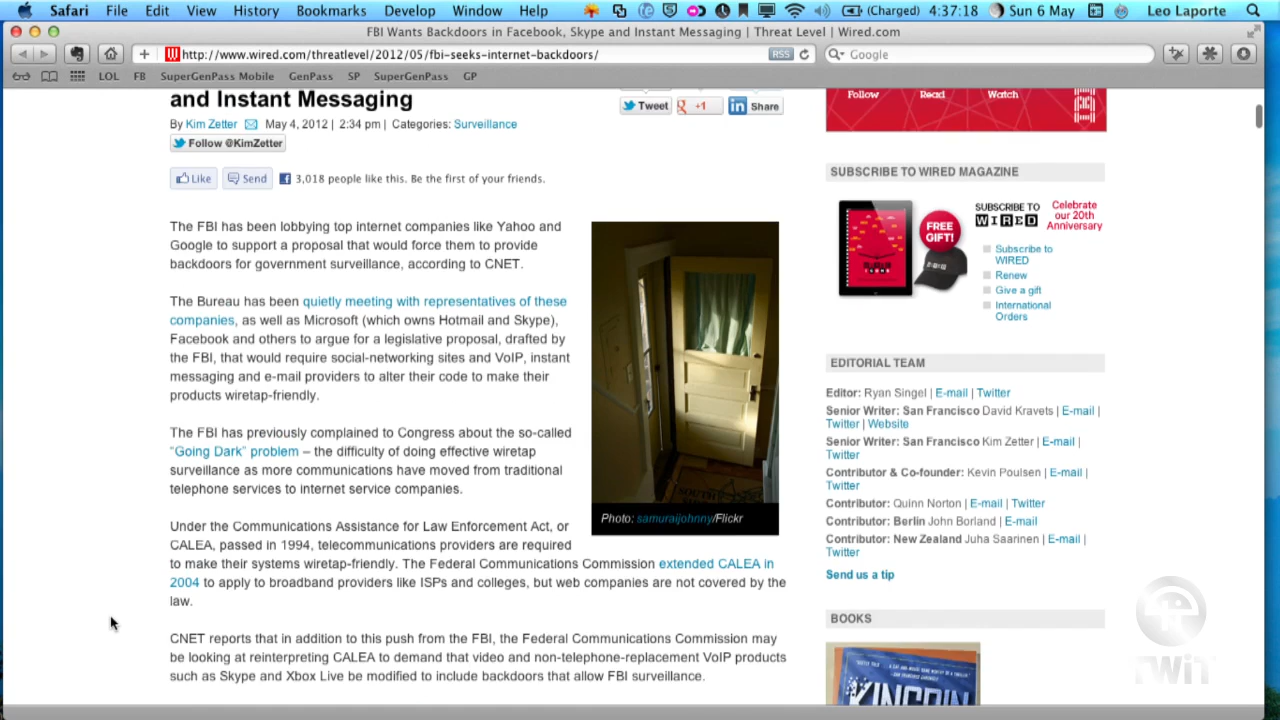 Safari File Edit View History Bookmarks Develop Window Help (Charged) 4:37:18 Sun 6 May Leo Laporte
FBI Wants Backdoors in Facebook, Skype and Instant Messaging | Threat Level | Wired.com
http://www.wired.com/threatlevel/2012/05/fbi-seeks-internet-backdoors/ RSS Google
LOL FB SuperGenPass Mobile GenPass SP SuperGenPass GP
and Instant Messaging
Tweet +1 Share
By Kim Zetter May 4, 2012 | 2:34 pm | Categories: Surveillance
Follow @KimZetter
Like Send 3,018 people like this. Be the first of your friends.
The FBI has been lobbying top internet companies like Yahoo and
Google to support a proposal that would force them to provide
backdoors for government surveillance, according to CNET.
The Bureau has been quietly meeting with representatives of these
companies, as well as Microsoft (which owns Hotmail and Skype),
Facebook and others to argue for a legislative proposal, drafted by
the FBI, that would require social-networking sites and VoIP, instant
messaging and e-mail providers to alter their code to make their
products wiretap-friendly.
The FBI has previously complained to Congress about the so-called
“Going Dark” problem – the difficulty of doing effective wiretap
surveillance as more communications have moved from traditional
telephone services to internet service companies.
Photo: samuraijohnny/Flickr
Under the Communications Assistance for Law Enforcement Act, or
CALEA, passed in 1994, telecommunications providers are required
to make their systems wiretap-friendly. The Federal Communications Commission extended CALEA in
2004 to apply to broadband providers like ISPs and colleges, but web companies are not covered by the
law.
CNET reports that in addition to this push from the FBI, the Federal Communications Commission may
be looking at reinterpreting CALEA to demand that video and non-telephone-replacement VoIP products
such as Skype and Xbox Live be modified to include backdoors that allow FBI surveillance.
Follow Read Watch
SUBSCRIBE TO WIRED MAGAZINE
FREE
GIFT!
SUBSCRIBE TO
WIRED
Celebrate
our 20th
Anniversary
Subscribe to
WIRED
Renew
Give a gift
International
Orders
EDITORIAL TEAM
Editor: Ryan Singel | E-mail | Twitter
Senior Writer: San Francisco David Kravets | E-mail |
Twitter | Website
Senior Writer: San Francisco Kim Zetter | E-mail |
Twitter
Contributor & Co-founder: Kevin Poulsen | E-mail |
Twitter
Contributor: Quinn Norton | E-mail | Twitter
Contributor: Berlin John Borland | E-mail
Contributor: New Zealand Juha Saarinen | E-mail |
Twitter
Send us a tip
BOOKS
KINGPIN
TWiT